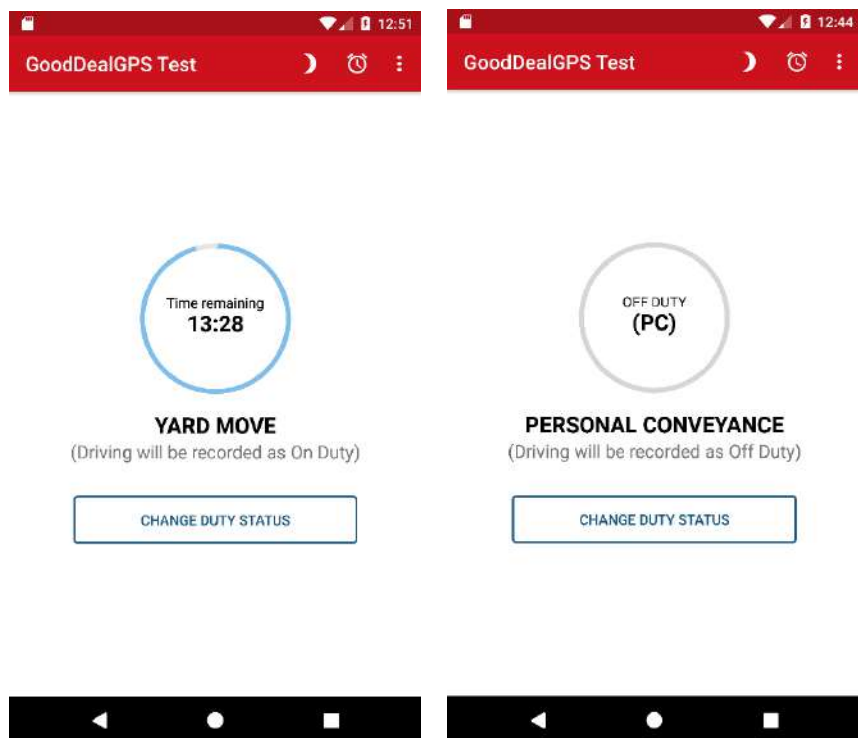 12:51
GoodDealGPS Test
Time remaining
13:28
YARD MOVE
(Driving will be recorded as On Duty)
CHANGE DUTY STATUS
12:44
GoodDealGPS Test
OFF DUTY
(PC)
PERSONAL CONVEYANCE
(Driving will be recorded as Off Duty)
CHANGE DUTY STATUS